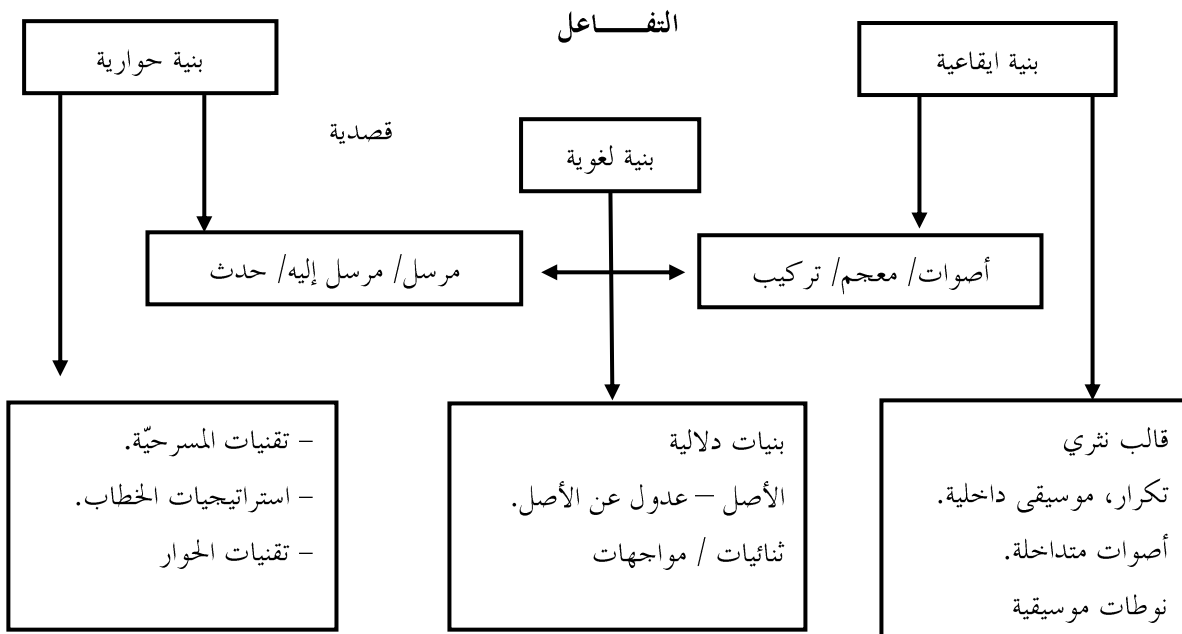 التفـــــاعل
بنية ايقاعية
بنية حوارية
قصدية
بنية لغوية
أصوات/ معجم/ تركيب
مرسل/ مرسل إليه/ حدث
قالب نثري
تكرار، موسيقى داخلية.
أصوات متداخلة.
نوطات موسيقية
بنيات دلالية
الأصل – عدول عن الأصل.
ثنائيات / مواجهات
– تقنيات المسرحيّة.
– استراتيجيات الخطاب.
– تقنيات الحوار